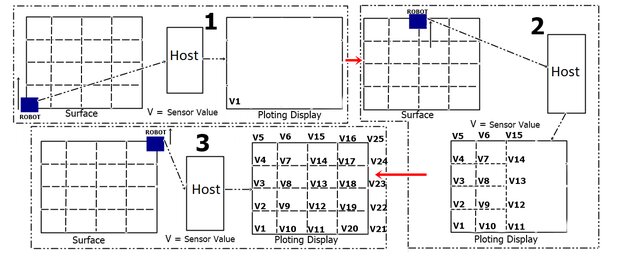 1
Host
V1
ROBOT
Surface
V = Sensor Value
Ploting Display
ROBOT
2
Host
Surface
V = Sensor Value
V5 V6 V15
V4 V7 V14
V3 V8 V13
V2 V9 V12
V1 V10 V11
Ploting Display
ROBOT
3
Host
Surface
V = Sensor Value
V5 V6 V15 V16 V25
V4 V7 V14 V17 V24
V3 V8 V13 V18 V23
V2 V9 V12 V19 V22
V1 V10 V11 V20 V21
Ploting Display